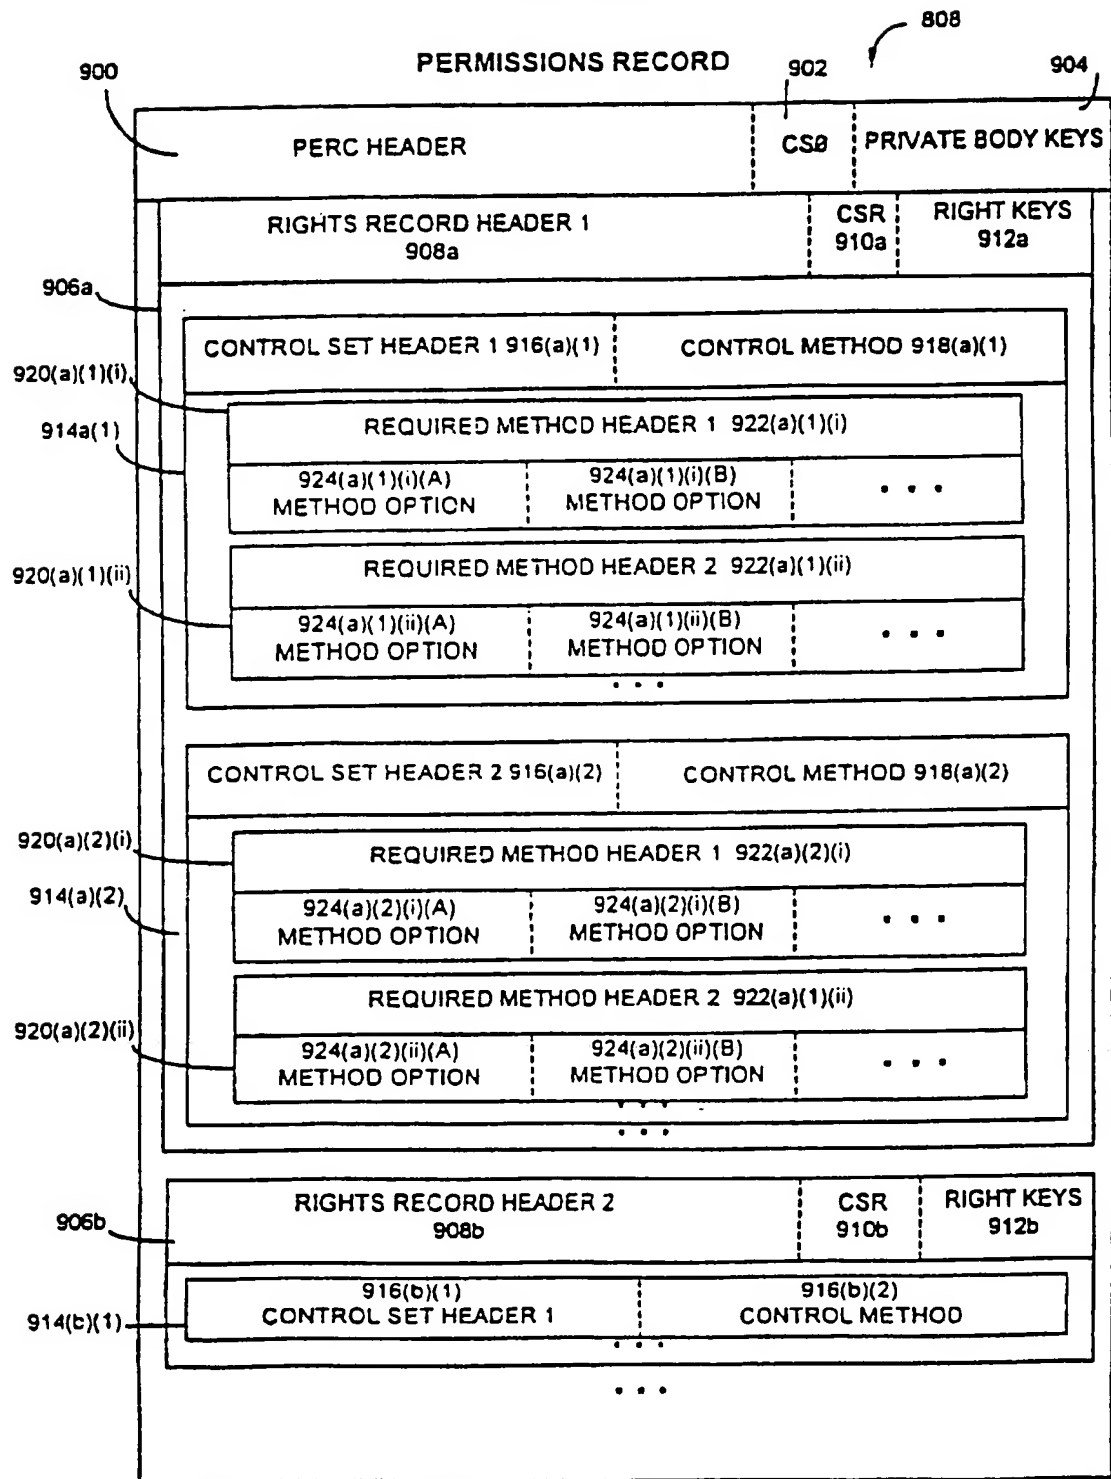 808
PERMISSIONS RECORD
900
902
904
PERC HEADER
CS0
PRIVATE BODY KEYS
RIGHTS RECORD HEADER 1
908a
CSR
910a
RIGHT KEYS
912a
906a
CONTROL SET HEADER 1 916(a)(1)
CONTROL METHOD 918(a)(1)
920(a)(1)(i)
REQUIRED METHOD HEADER 1 922(a)(1)(i)
914a(1)
924(a)(1)(i)(A)
METHOD OPTION
924(a)(1)(i)(B)
METHOD OPTION
• • •
920(a)(1)(ii)
REQUIRED METHOD HEADER 2 922(a)(1)(ii)
924(a)(1)(ii)(A)
METHOD OPTION
924(a)(1)(ii)(B)
METHOD OPTION
• • •
• • •
CONTROL SET HEADER 2 916(a)(2)
CONTROL METHOD 918(a)(2)
920(a)(2)(i)
REQUIRED METHOD HEADER 1 922(a)(2)(i)
914(a)(2)
924(a)(2)(i)(A)
METHOD OPTION
924(a)(2)(i)(B)
METHOD OPTION
• • •
REQUIRED METHOD HEADER 2 922(a)(1)(ii)
920(a)(2)(ii)
924(a)(2)(ii)(A)
METHOD OPTION
924(a)(2)(ii)(B)
METHOD OPTION
• • •
• • •
• • •
RIGHTS RECORD HEADER 2
908b
CSR
910b
RIGHT KEYS
912b
906b
916(b)(1)
CONTROL SET HEADER 1
916(b)(2)
CONTROL METHOD
914(b)(1)
• • •
• • •